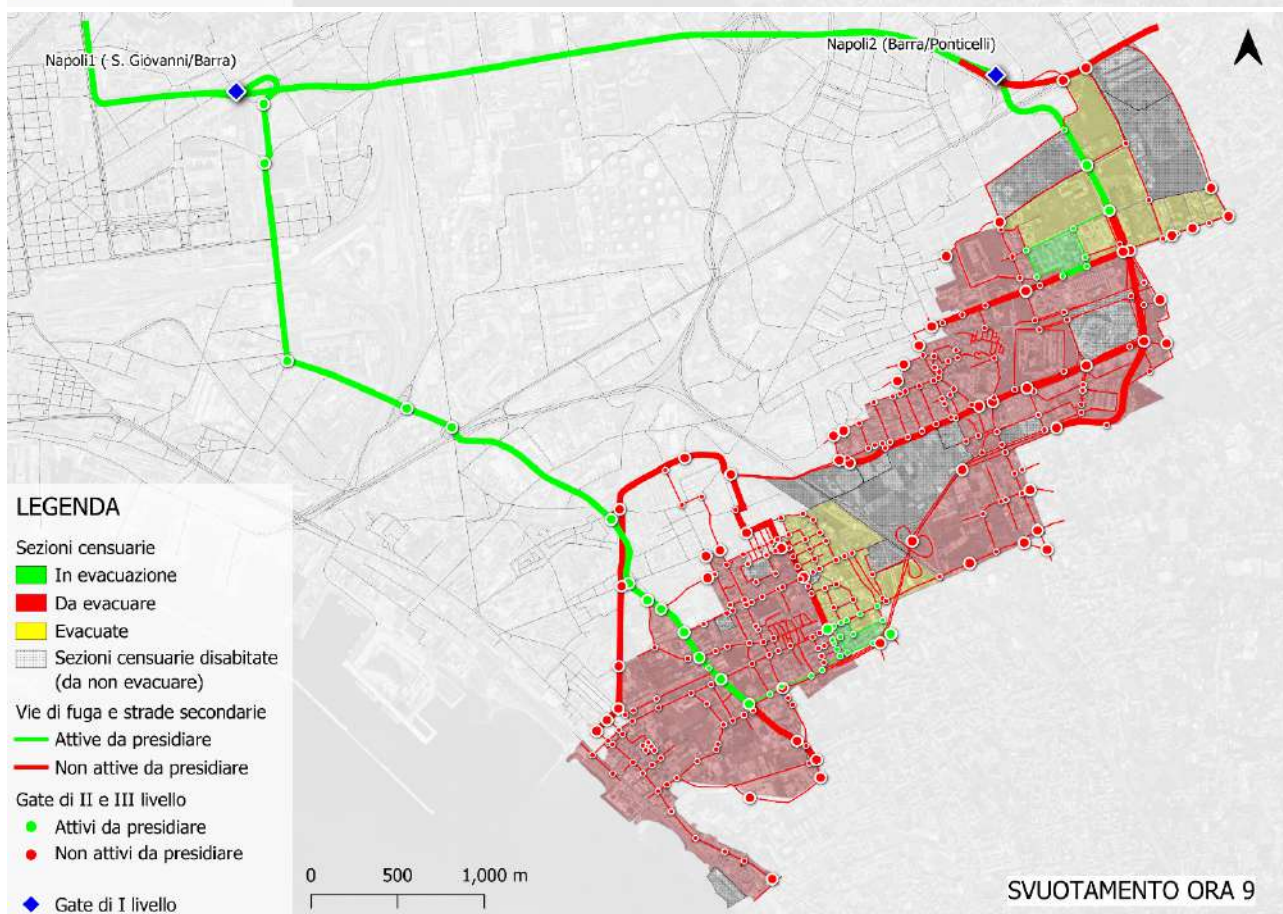 Napoli1 ( S. Giovanni/Barra)
Napoli2 (Barra/Ponticelli)
LEGENDA
Sezioni censuarie
In evacuazione
Da evacuare
Evacuate
Sezioni censuarie disabitate
(da non evacuare)
Vie di fuga e strade secondarie
Attive da presidiare
Non attive da presidiare
Gate di II e III livello
Attivi da presidiare
Non attivi da presidiare
Gate di I livello
0 500 1,000 m
SVUOTAMENTO ORA 9